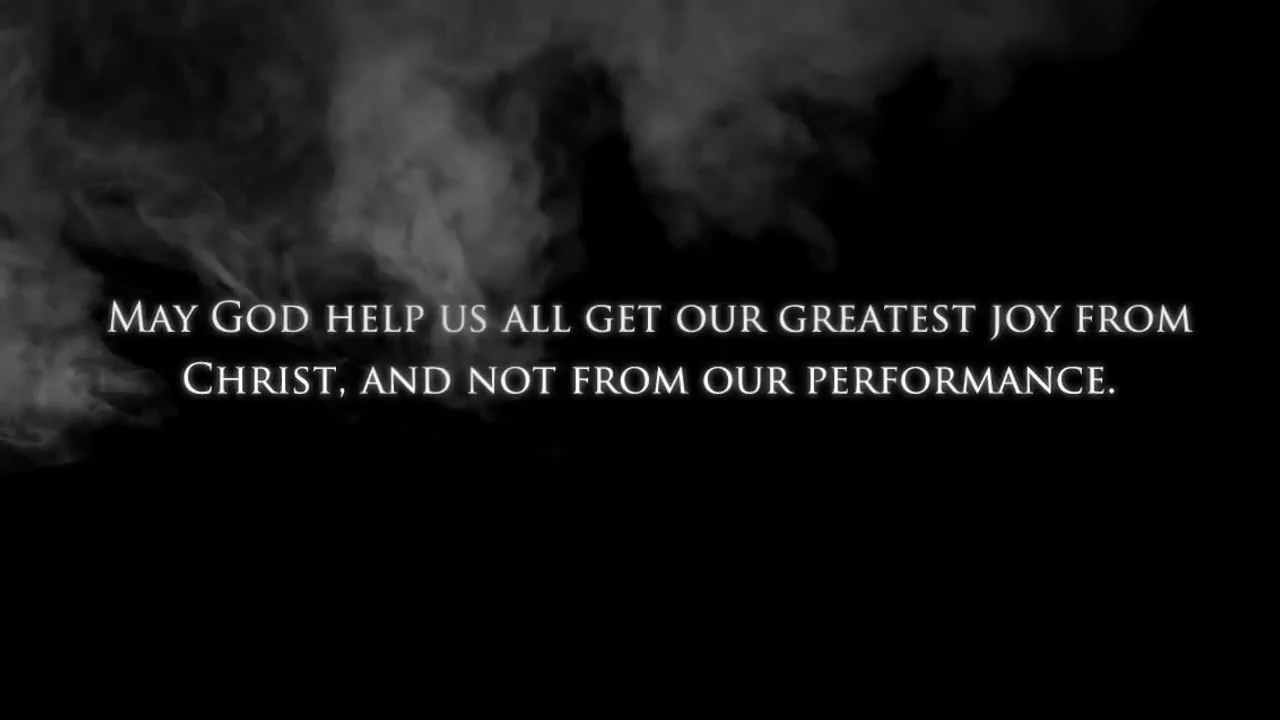 May God help us all get our greatest joy from
Christ, and not from our performance.